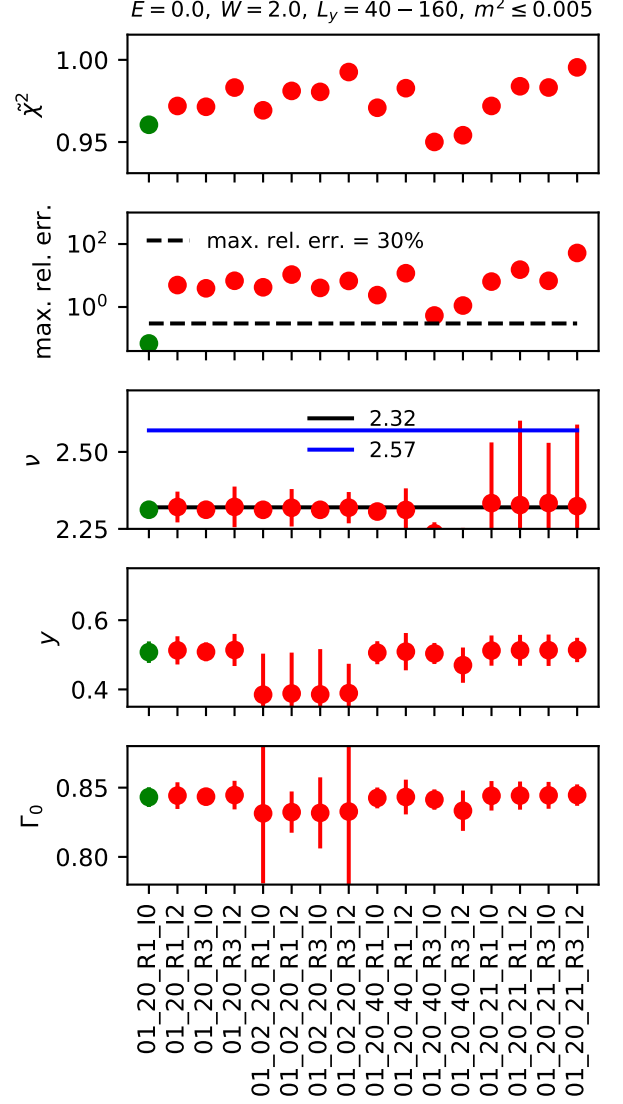 E = 0.0, W = 2.0, L_y = 40 − 160, m² ≤ 0.005
1.00
0.95
χ̃²
10²
10⁰
max. rel. err.
max. rel. err. = 30%
2.50
2.25
ν
2.32
2.57
0.6
0.4
y
0.85
0.80
Γ₀
01_20_R1_I0
01_20_R1_I2
01_20_R3_I0
01_20_R3_I2
01_02_20_R1_I0
01_02_20_R1_I2
01_02_20_R3_I0
01_02_20_R3_I2
01_20_40_R1_I0
01_20_40_R1_I2
01_20_40_R3_I0
01_20_40_R3_I2
01_20_21_R1_I0
01_20_21_R1_I2
01_20_21_R3_I0
01_20_21_R3_I2